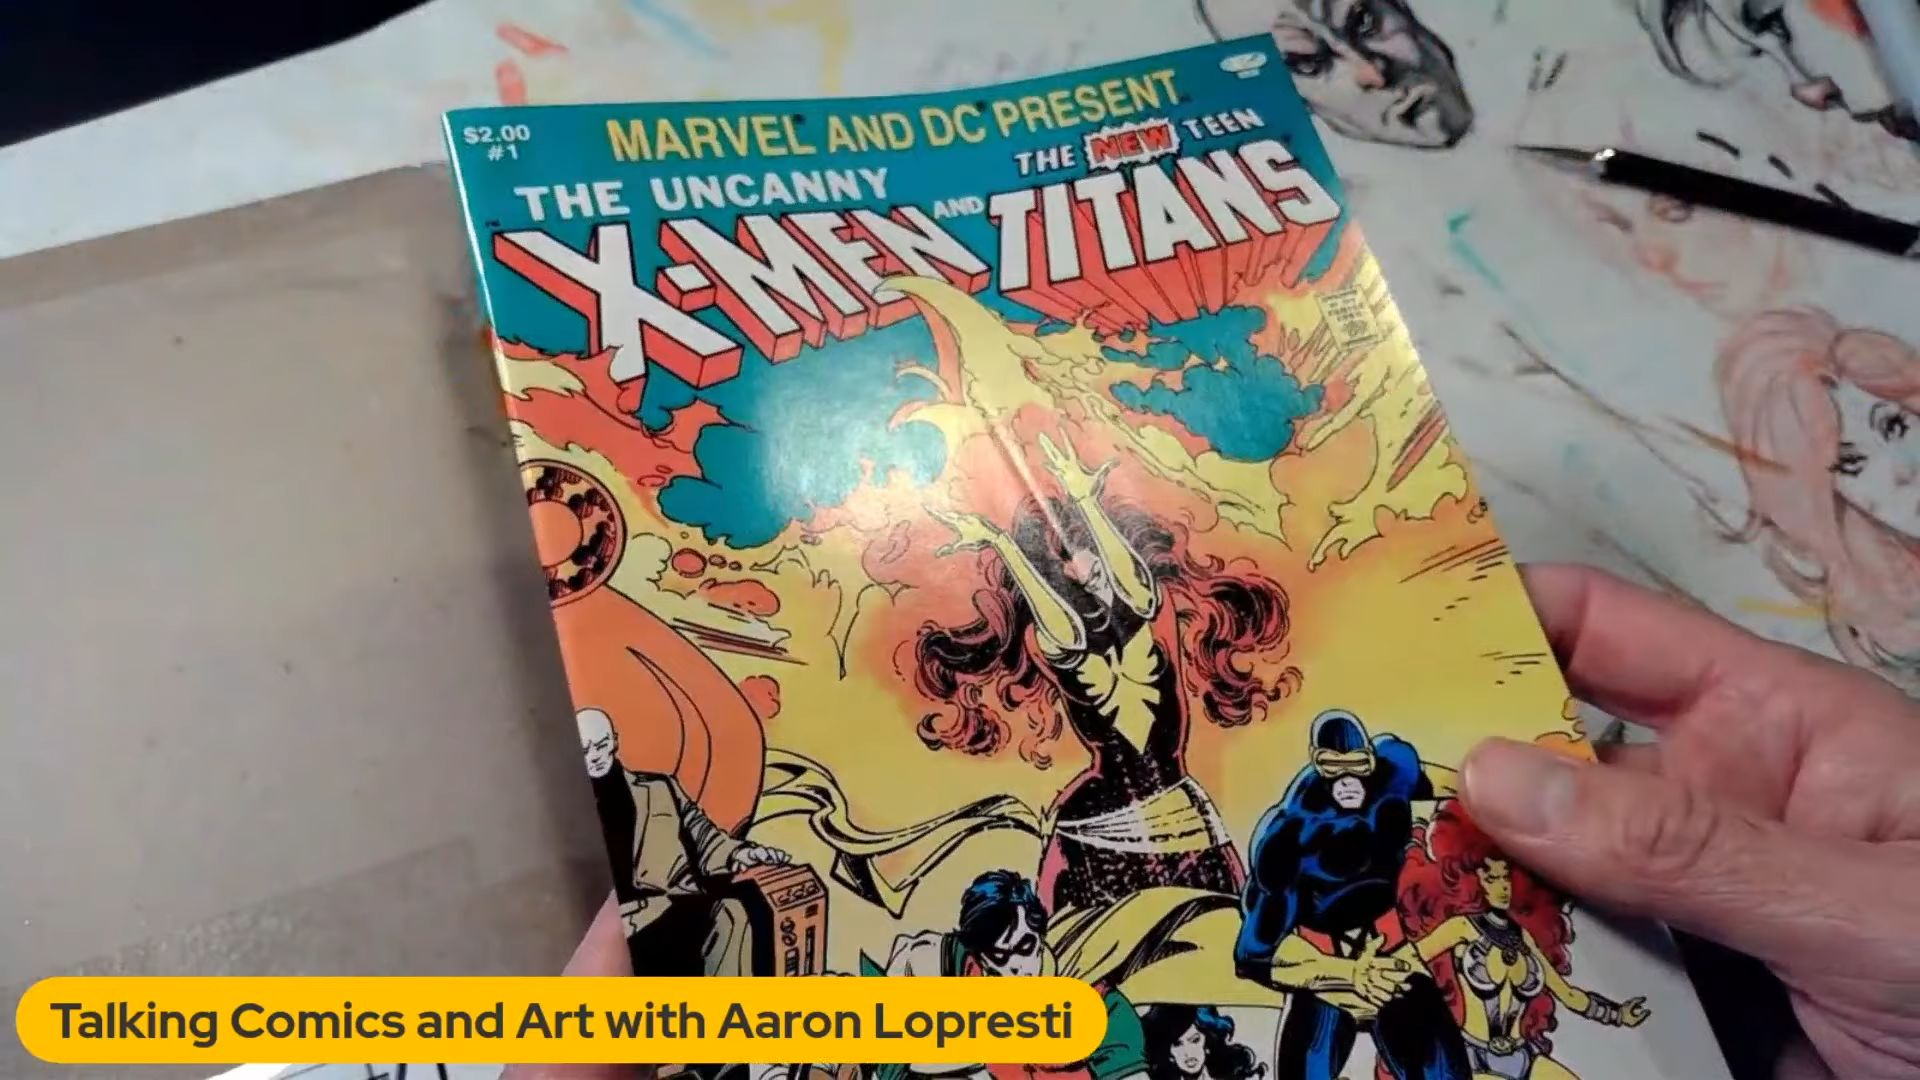 $2.00
#1
MARVEL AND DC PRESENT
THE UNCANNY
X-MEN
AND
THE NEW TEEN
TITANS
Talking Comics and Art with Aaron Lopresti